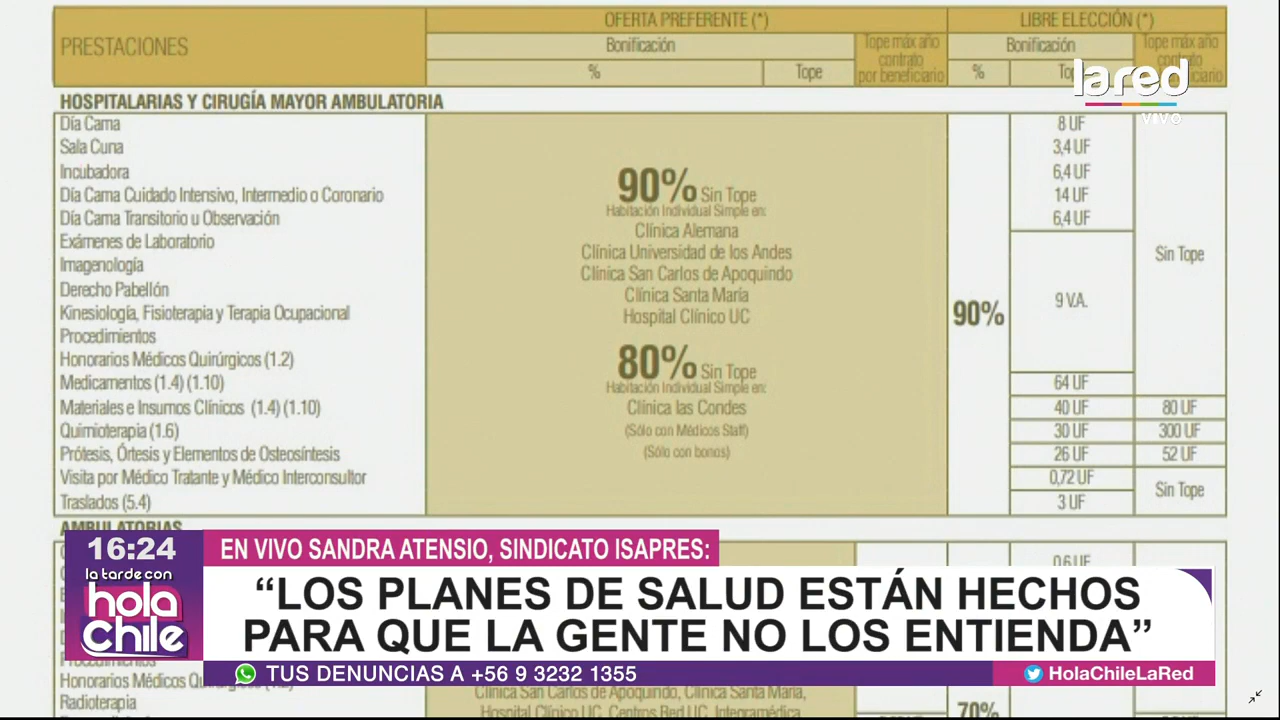 PRESTACIONES
OFERTA PREFERENTE (*)
LIBRE ELECCIÓN (*)
Bonificación
Tope máx año
contrato
por beneficiario
Bonificación
Tope máx año
%
Tope
%
lared
VIVO
HOSPITALARIAS Y CIRUGÍA MAYOR AMBULATORIA
Día Cama
Sala Cuna
Incubadora
Día Cama Cuidado Intensivo, Intermedio o Coronario
Día Cama Transitorio u Observación
Exámenes de Laboratorio
Imagenología
Derecho Pabellón
Kinesiología, Fisioterapia y Terapia Ocupacional
Procedimientos
Honorarios Médicos Quirúrgicos (1.2)
Medicamentos (1.4) (1.10)
Materiales e Insumos Clínicos (1.4) (1.10)
Quimioterapia (1.6)
Prótesis, Órtesis y Elementos de Osteosíntesis
Visita por Médico Tratante y Médico Interconsultor
Traslados (5.4)
90% Sin Tope
Habitación Individual Simple en:
Clínica Alemana
Clínica Universidad de los Andes
Clínica San Carlos de Apoquindo
Clínica Santa María
Hospital Clínico UC
80% Sin Tope
Habitación Individual Simple en:
Clínica las Condes
(Sólo con Médicos Staff)
(Sólo con bonos)
90%
8 UF
3,4 UF
6,4 UF
14 UF
6,4 UF
9 V.A.
64 UF
40 UF
30 UF
26 UF
0,72 UF
3 UF
Sin Tope
80 UF
300 UF
52 UF
Sin Tope
AMBULATORIAS
0,6 UF
16:24
la tarde con
hola
chile
EN VIVO SANDRA ATENSIO, SINDICATO ISAPRES:
“LOS PLANES DE SALUD ESTÁN HECHOS
PARA QUE LA GENTE NO LOS ENTIENDA”
TUS DENUNCIAS A +56 9 3232 1355
HolaChileLaRed
Procedimientos
Honorarios Médicos
Radioterapia
Clínica San Carlos de Apoquindo, Clínica Santa María,
Hospital Clínico UC, Centros Red UC, Integramédica
70%